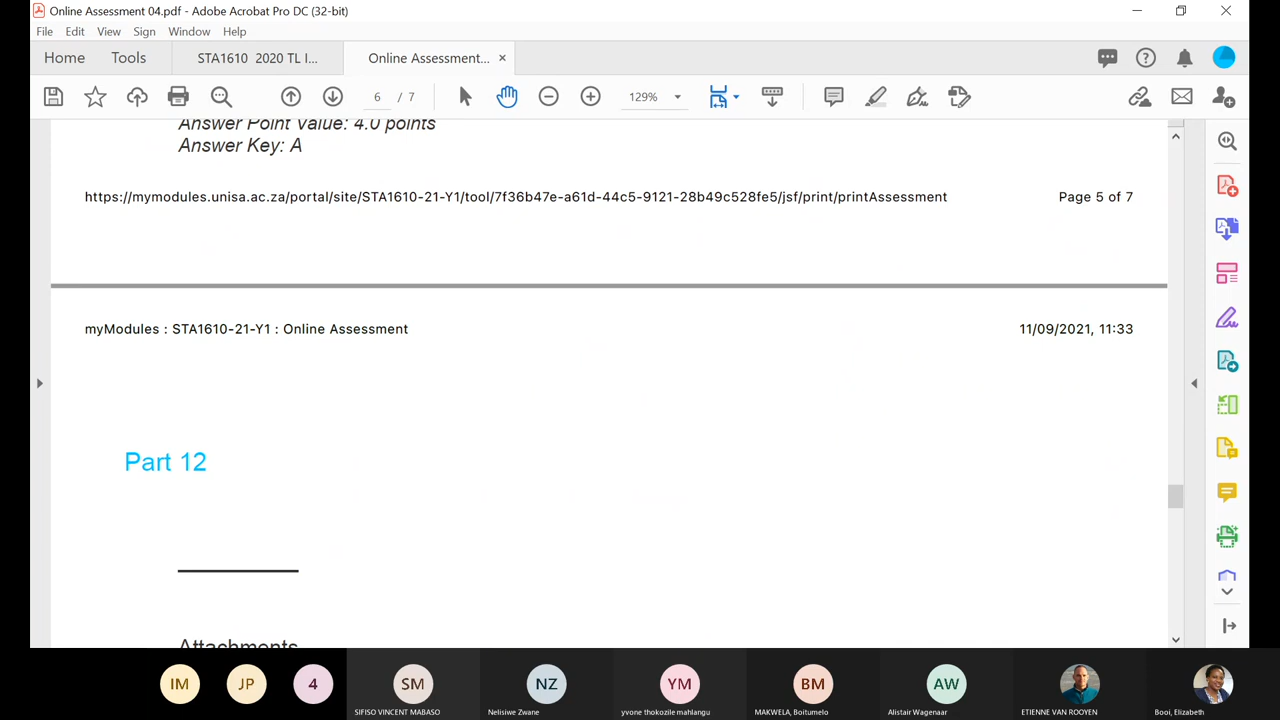 Online Assessment 04.pdf - Adobe Acrobat Pro DC (32-bit)
File Edit View Sign Window Help
Home Tools STA1610 2020 TL I... Online Assessment... ×
6 / 7 129%
Answer Point Value: 4.0 points
Answer Key: A
https://mymodules.unisa.ac.za/portal/site/STA1610-21-Y1/tool/7f36b47e-a61d-44c5-9121-28b49c528fe5/jsf/print/printAssessment Page 5 of 7
myModules : STA1610-21-Y1 : Online Assessment 11/09/2021, 11:33
Part 12
Attachments
IM JP 4 SM NZ YM BM AW
SIFISO VINCENT MABASO Nelisiwe Zwane yvone thokozile mahlangu MAKWELA, Boitumelo Alistair Wagenaar ETIENNE VAN ROOYEN Booi, Elizabeth